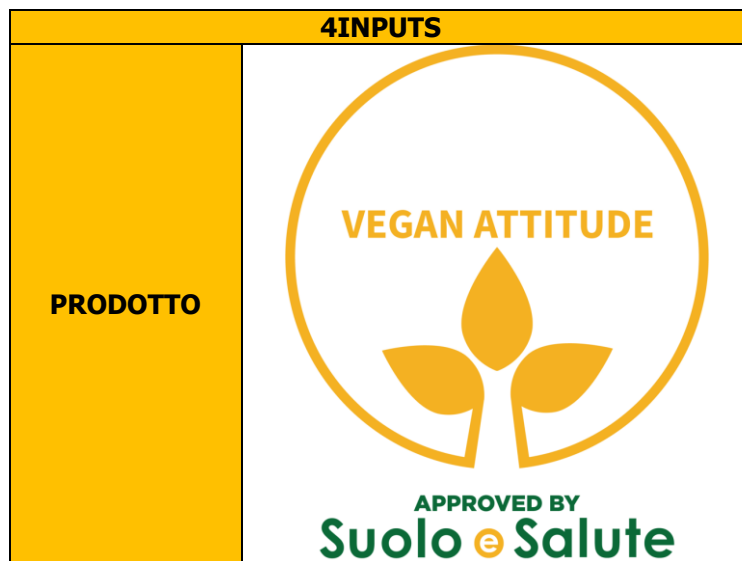 4INPUTS
PRODOTTO
VEGAN ATTITUDE
APPROVED BY
Suolo e Salute